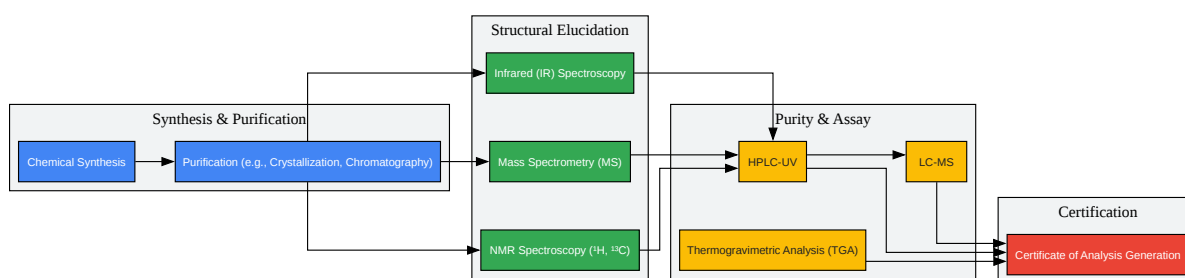 Structural Elucidation
Infrared (IR) Spectroscopy
Synthesis & Purification
Purity & Assay
Chemical Synthesis
Purification (e.g., Crystallization, Chromatography)
Mass Spectrometry (MS)
HPLC-UV
LC-MS
Certification
NMR Spectroscopy (¹H, ¹³C)
Thermogravimetric Analysis (TGA)
Certificate of Analysis Generation